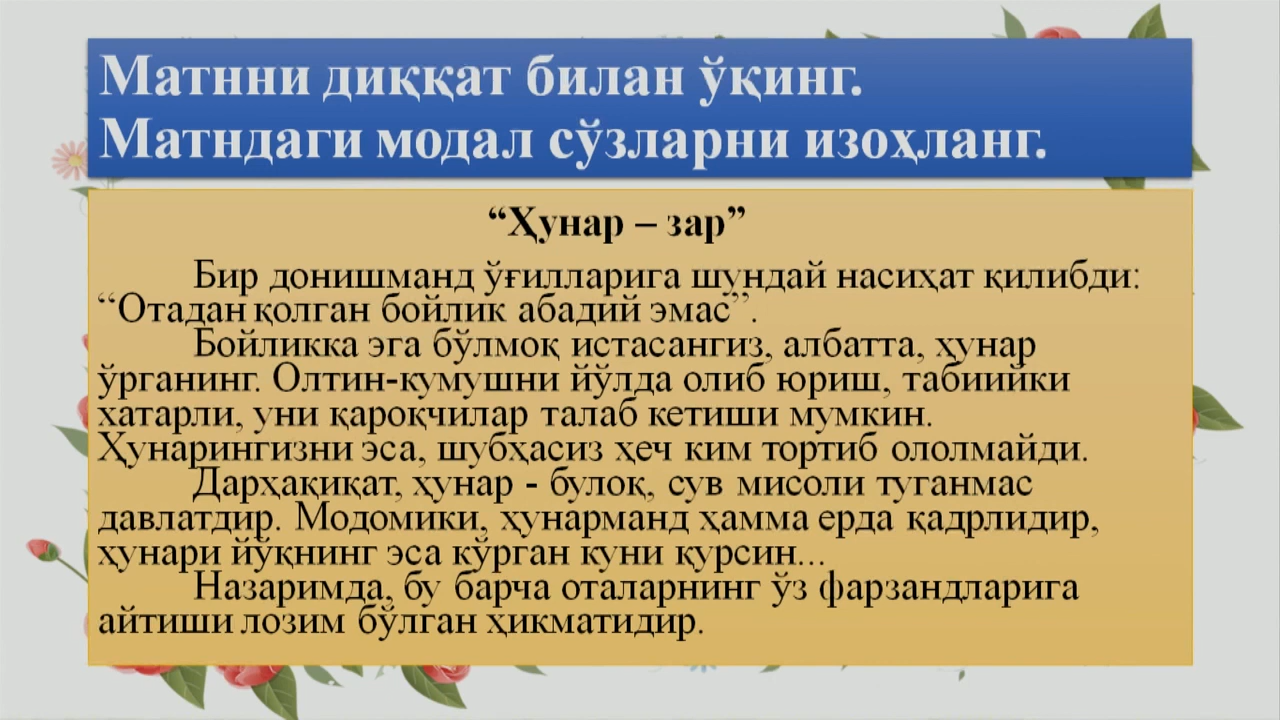 Матнни диққат билан ўқинг.
Матндаги модал сўзларни изоҳланг.
“Ҳунар – зар”
Бир донишманд ўғилларига шундай насиҳат қилибди:
“Отадан қолган бойлик абадий эмас”.
Бойликка эга бўлмоқ истасангиз, албатта, ҳунар
ўрганинг. Олтин-кумушни йўлда олиб юриш, табиийки
хатарли, уни қароқчилар талаб кетиши мумкин.
Ҳунарингизни эса, шубҳасиз ҳеч ким тортиб ололмайди.
Дарҳақиқат, ҳунар - булоқ, сув мисоли туганмас
давлатдир. Модомики, ҳунарманд ҳамма ерда қадрлидир,
ҳунари йўқнинг эса кўрган куни қурсин...
Назаримда, бу барча оталарнинг ўз фарзандларига
айтиши лозим бўлган ҳикматидир.